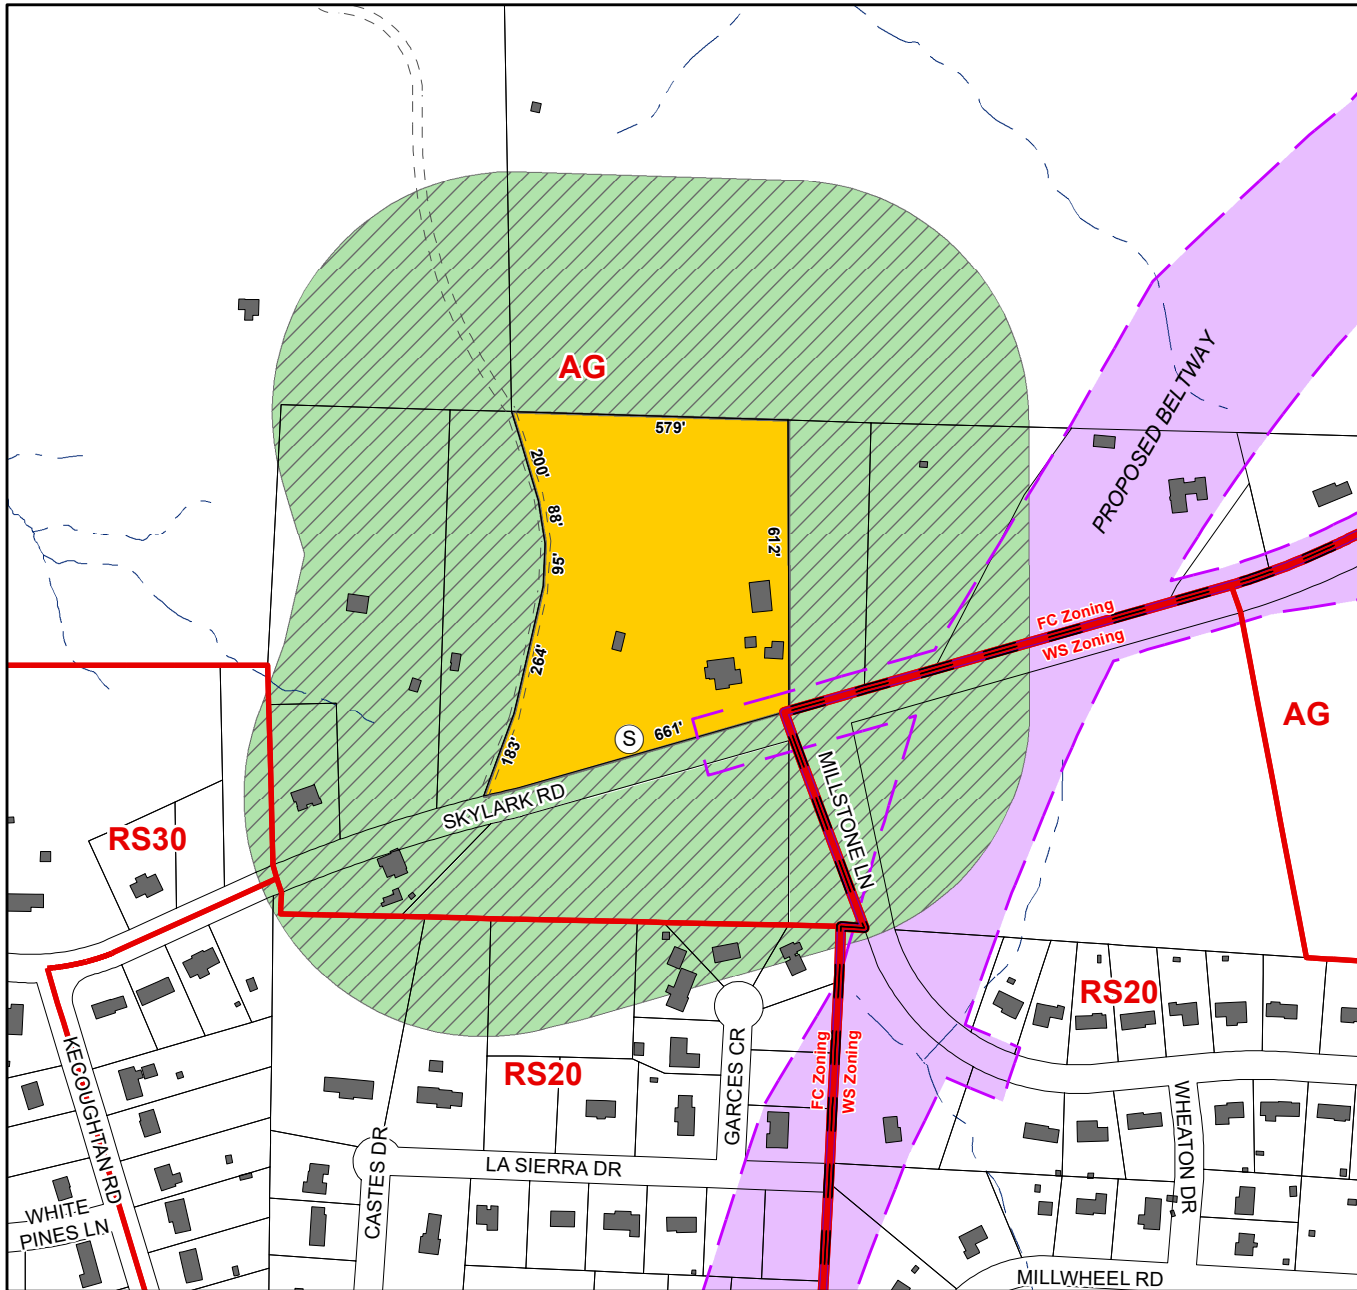 AG
579'
200'
88'
95'
612'
264'
183'
661'
S
SKYLARK RD
MILLSTONE LN
PROPOSED BELTWAY
FC Zoning
WS Zoning
AG
RS30
RS20
RS20
FC Zoning
WS Zoning
KECOUGHTAN RD
WHITE
PINES LN
CASTES DR
LA SIERRA DR
GARCES CR
WHEATON DR
MILLWHEEL RD